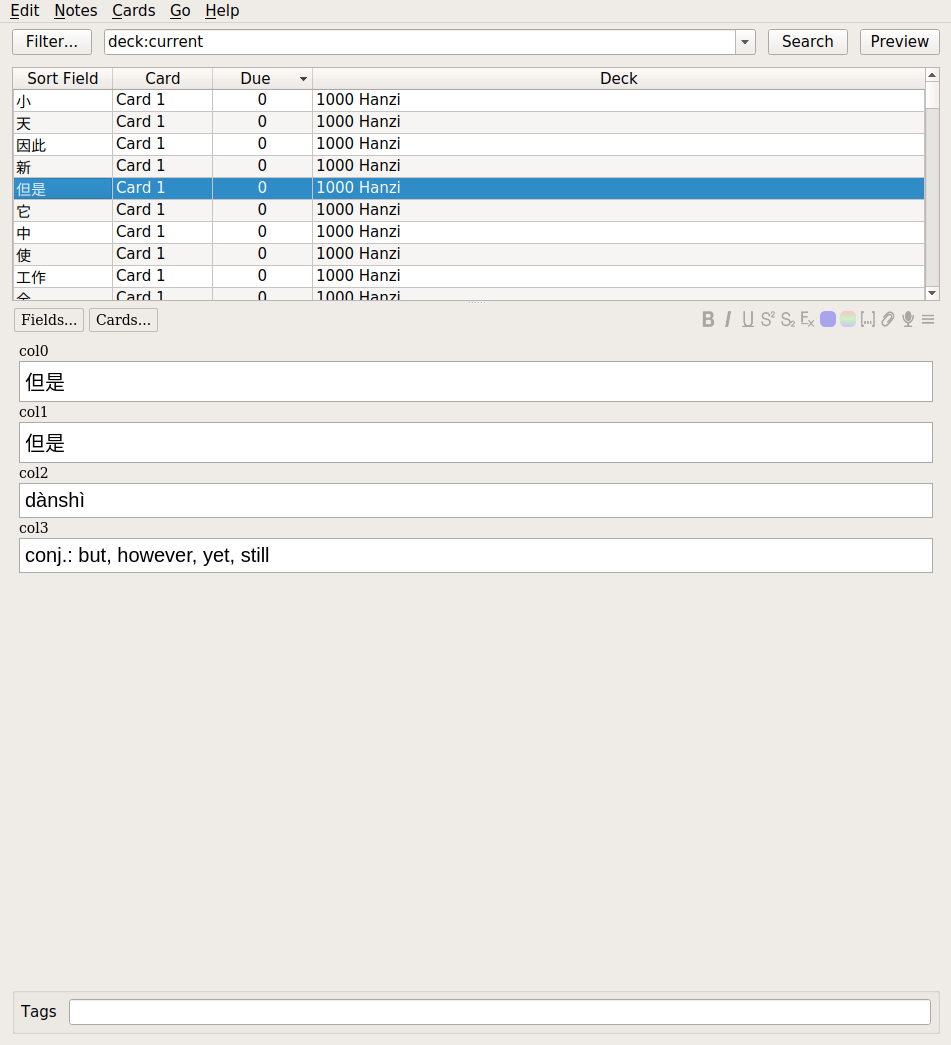 Edit Notes Cards Go Help
Filter... deck:current Search Preview
Sort Field Card Due Deck
小 Card 1 0 1000 Hanzi
天 Card 1 0 1000 Hanzi
因此 Card 1 0 1000 Hanzi
新 Card 1 0 1000 Hanzi
但是 Card 1 0 1000 Hanzi
它 Card 1 0 1000 Hanzi
中 Card 1 0 1000 Hanzi
使 Card 1 0 1000 Hanzi
工作 Card 1 0 1000 Hanzi
Card 1 0 1000 Hanzi
Fields... Cards... B I U S² S₂ Ex [...]
col0
但是
col1
但是
col2
dànshì
col3
conj.: but, however, yet, still
Tags